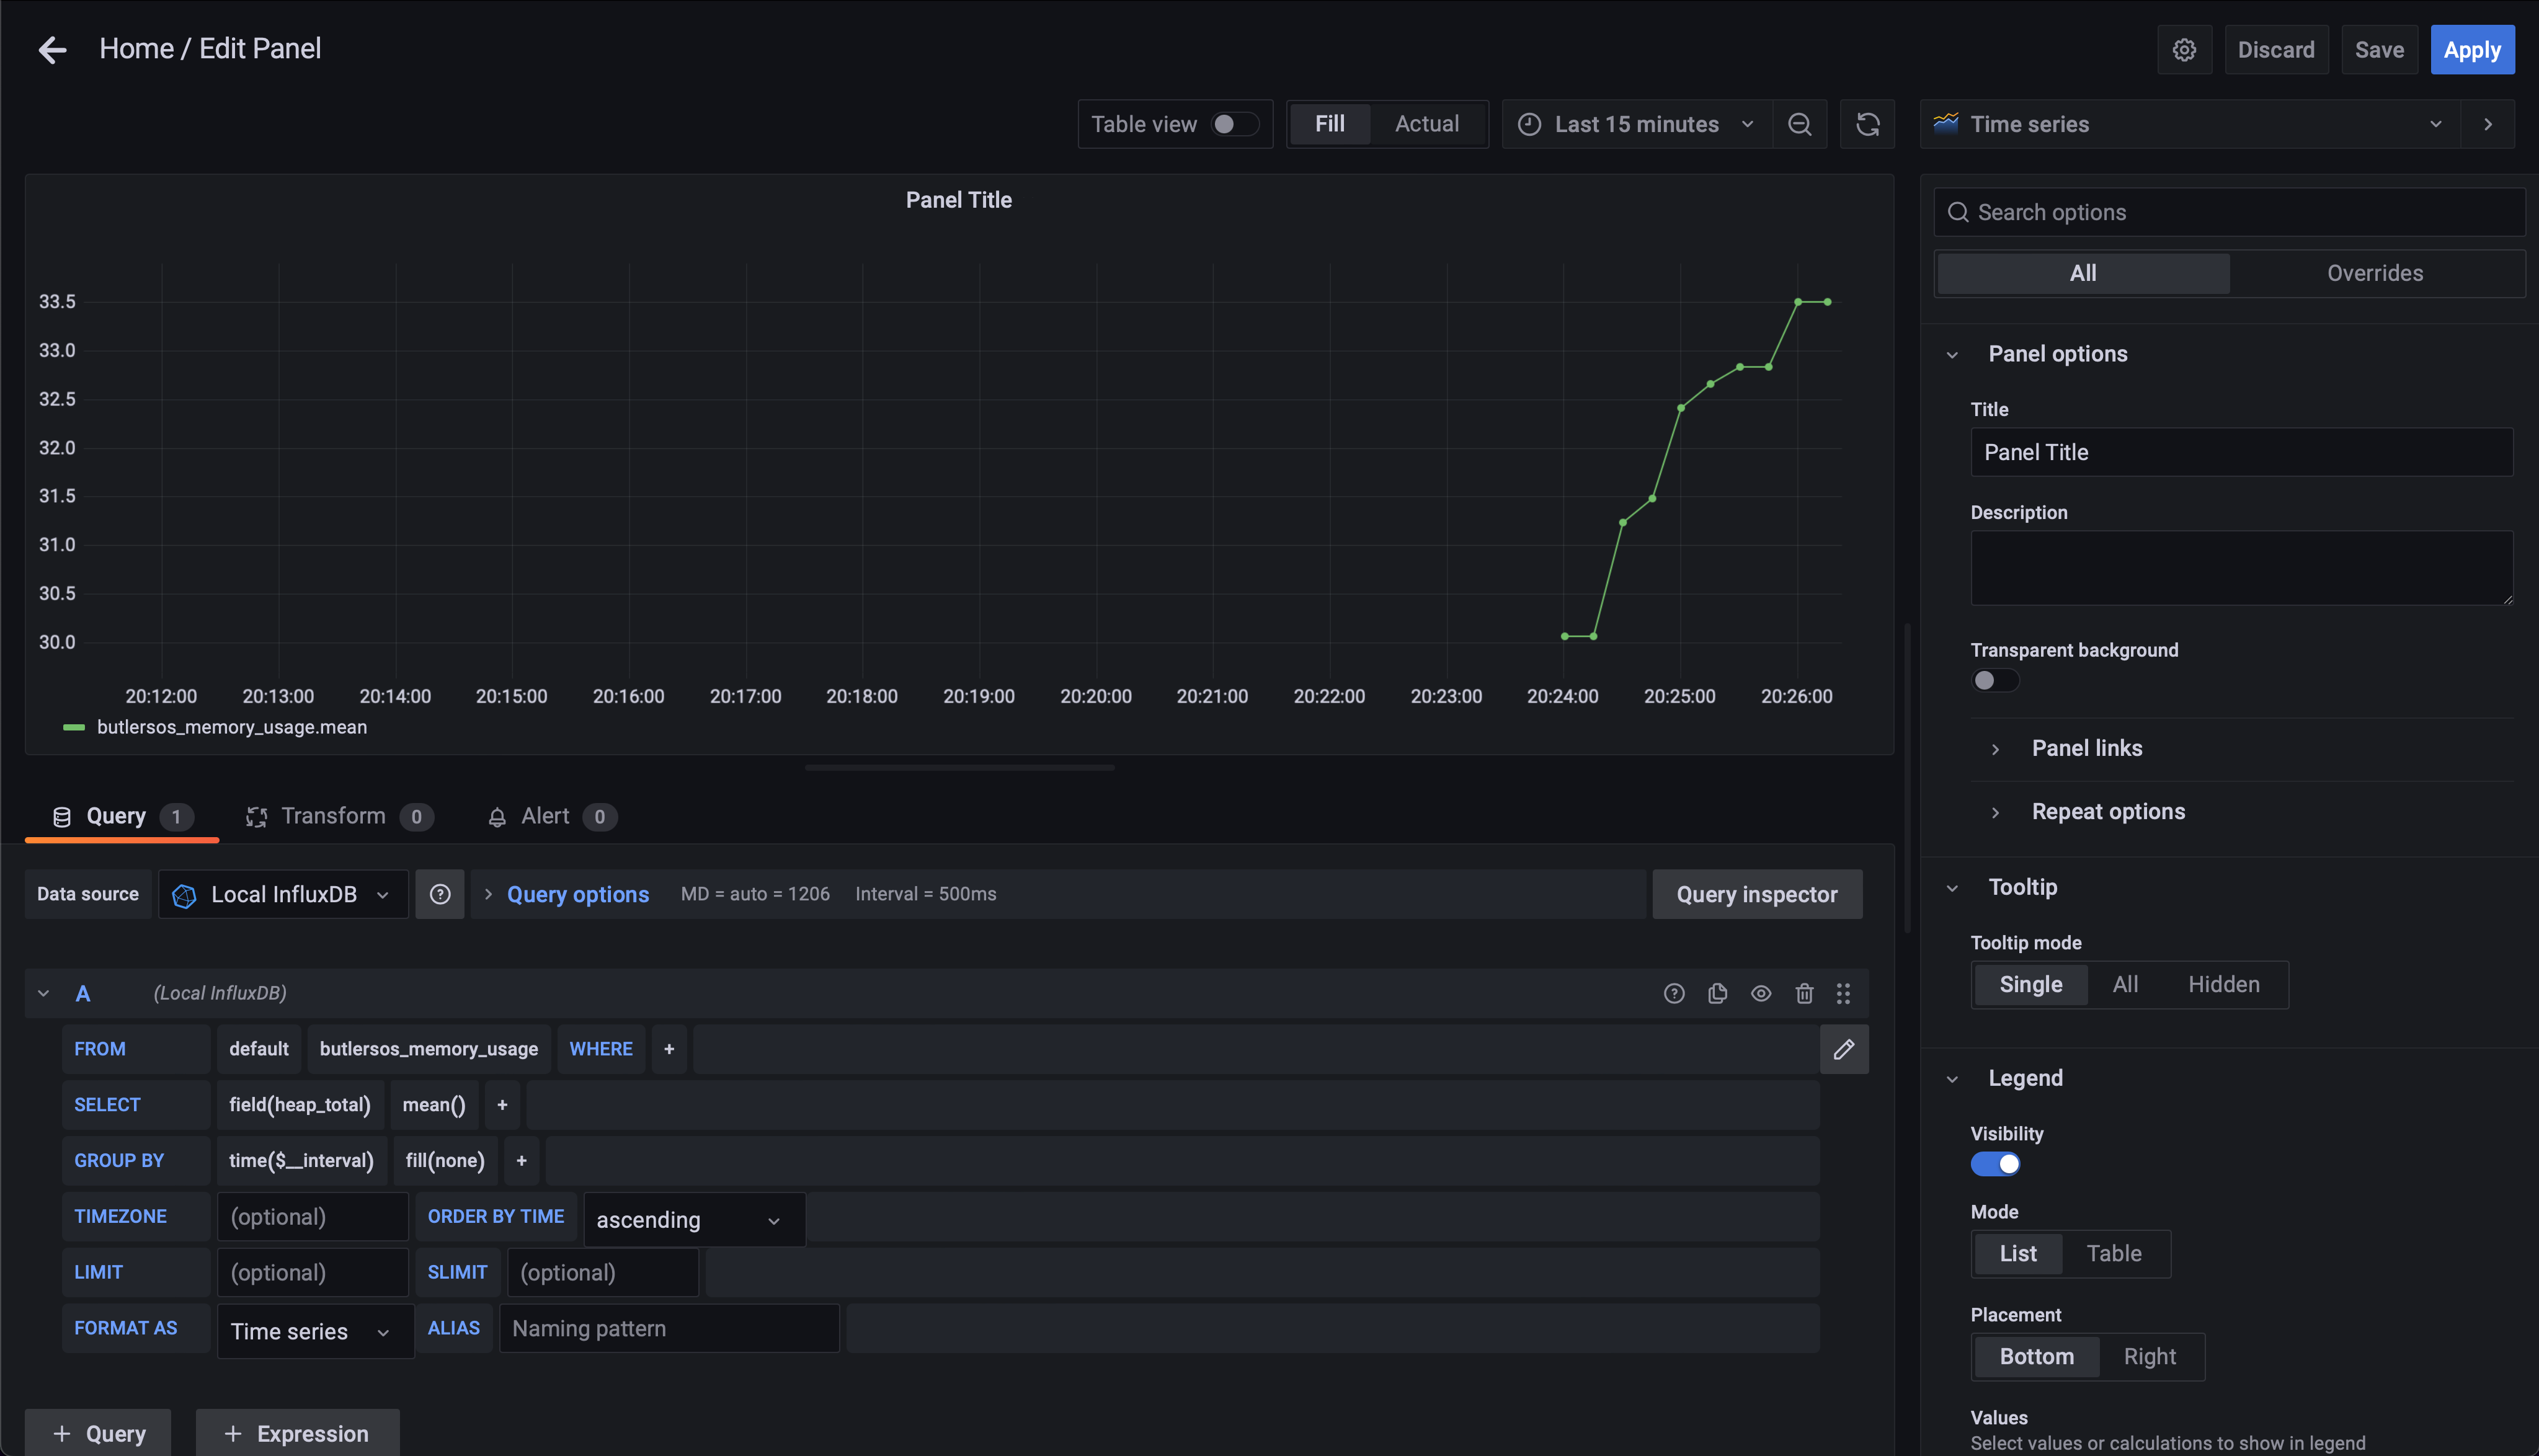 Home / Edit Panel
Discard
Save
Apply
Table view
Fill
Actual
Last 15 minutes
Time series
Panel Title
33.5
33.0
32.5
32.0
31.5
31.0
30.5
30.0
20:12:00 20:13:00 20:14:00 20:15:00 20:16:00 20:17:00 20:18:00 20:19:00 20:20:00 20:21:00 20:22:00 20:23:00 20:24:00 20:25:00 20:26:00
butlersos_memory_usage.mean
Query 1
Transform 0
Alert 0
Data source
Local InfluxDB
Query options
MD = auto = 1206
Interval = 500ms
Query inspector
A (Local InfluxDB)
FROM default butlersos_memory_usage WHERE +
SELECT field(heap_total) mean() +
GROUP BY time($__interval) fill(none) +
TIMEZONE (optional) ORDER BY TIME ascending
LIMIT (optional) SLIMIT (optional)
FORMAT AS Time series ALIAS Naming pattern
+ Query
+ Expression
Search options
All
Overrides
Panel options
Title
Panel Title
Description
Transparent background
Panel links
Repeat options
Tooltip
Tooltip mode
Single All Hidden
Legend
Visibility
Mode
List Table
Placement
Bottom Right
Values
Select values or calculations to show in legend